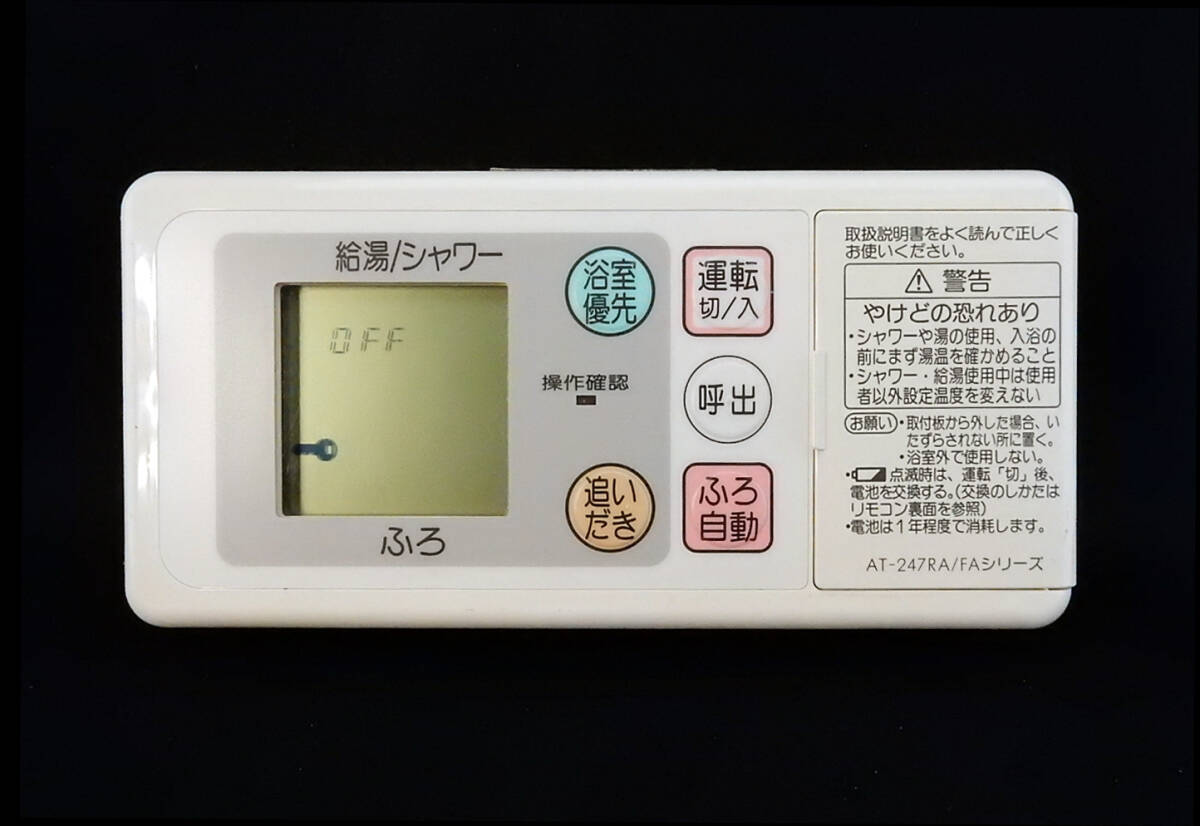 給湯/シャワー
OFF
ふろ
浴室
優先
操作確認
追い
だき
運転
切/入
呼出
ふろ
自動
取扱説明書をよく読んで正しく
お使いください。
⚠警告
やけどの恐れあり
・シャワーや湯の使用、入浴の
前にまず湯温を確かめること
・シャワー・給湯使用中は使用
者以外設定温度を変えない
お願い・取付板から外した場合、い
たずらされない所に置く。
・浴室外で使用しない。
・点滅時は、運転「切」後、
電池を交換する。(交換のしかたは
リモコン裏面を参照)
・電池は1年程度で消耗します。
AT-247RA/FAシリーズ